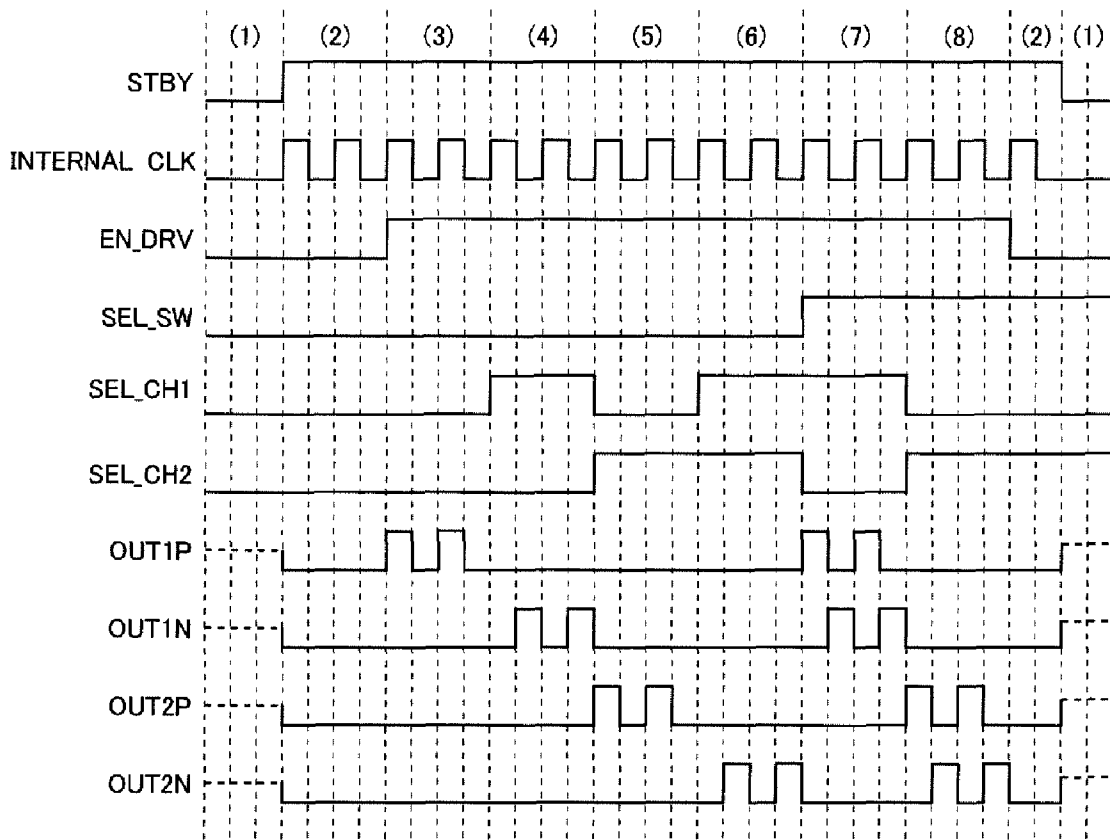 (1) (2) (3) (4) (5) (6) (7) (8) (2) (1)
STBY
INTERNAL CLK
EN_DRV
SEL_SW
SEL_CH1
SEL_CH2
OUT1P
OUT1N
OUT2P
OUT2N